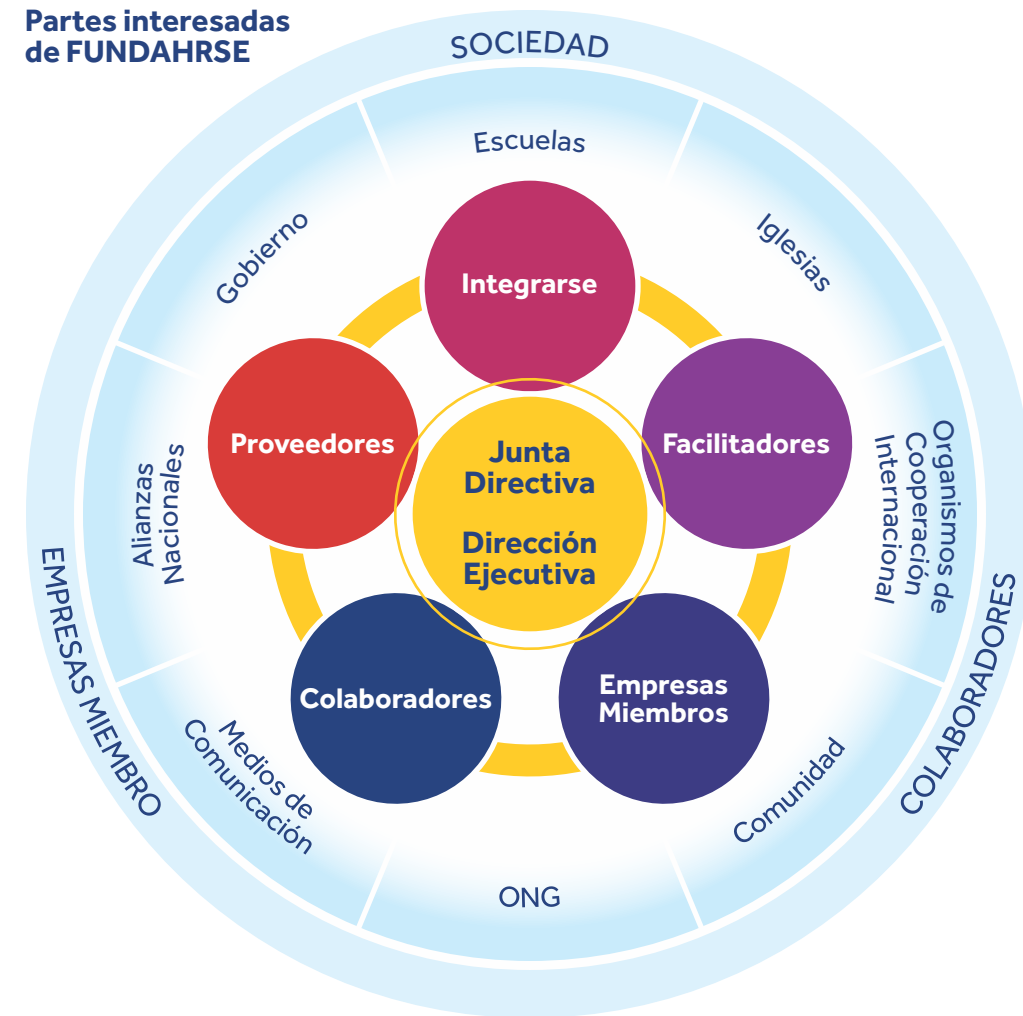 Partes interesadas
de FUNDAHRSE
SOCIEDAD
Escuelas
Gobierno
Iglesias
Integrarse
Proveedores
Facilitadores
Junta
Directiva
Dirección
Ejecutiva
Alianzas
Nacionales
Organismos de
Cooperación
Internacional
Colaboradores
Empresas
Miembros
EMPRESAS MIEMBRO
COLABORADORES
Medios de
Comunicación
Comunidad
ONG